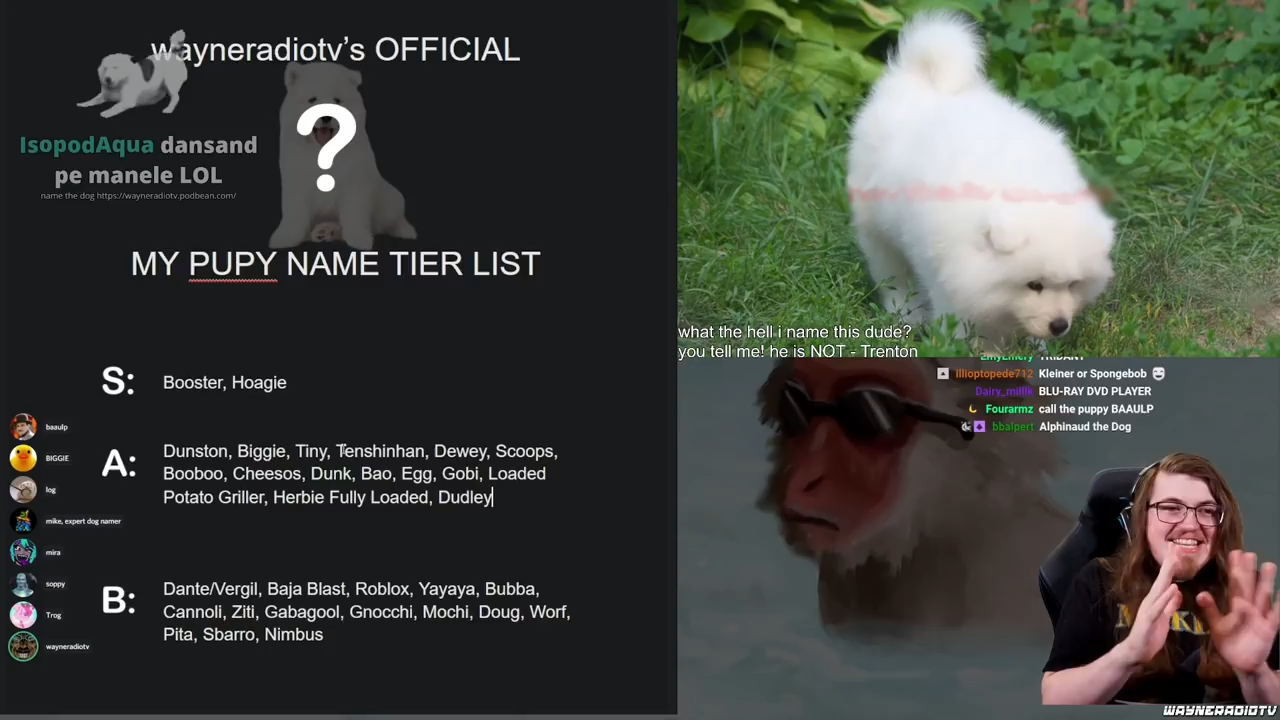 wayneradiotv's OFFICIAL
IsopodAqua dansand
pe manele LOL
name the dog https://wayneradiotv.podbean.com/
?
MY PUPY NAME TIER LIST
S:
Booster, Hoagie
A:
Dunston, Biggie, Tiny, Tenshinhan, Dewey, Scoops,
Booboo, Cheesos, Dunk, Bao, Egg, Gobi, Loaded
Potato Griller, Herbie Fully Loaded, Dudley
B:
Dante/Vergil, Baja Blast, Roblox, Yayaya, Bubba,
Cannoli, Ziti, Gabagool, Gnocchi, Mochi, Doug, Worf,
Pita, Sbarro, Nimbus
baaulp
BIGGIE
log
mike, expert dog namer
mira
soppy
Trog
wayneradiotv
what the hell i name this dude?
you tell me! he is NOT - Trenton
illioptopede712 Kleiner or Spongebob
Dairy_milllk BLU-RAY DVD PLAYER
Fourarmz call the puppy BAAULP
bbalpert Alphinaud the Dog
WAYNERADIOTV